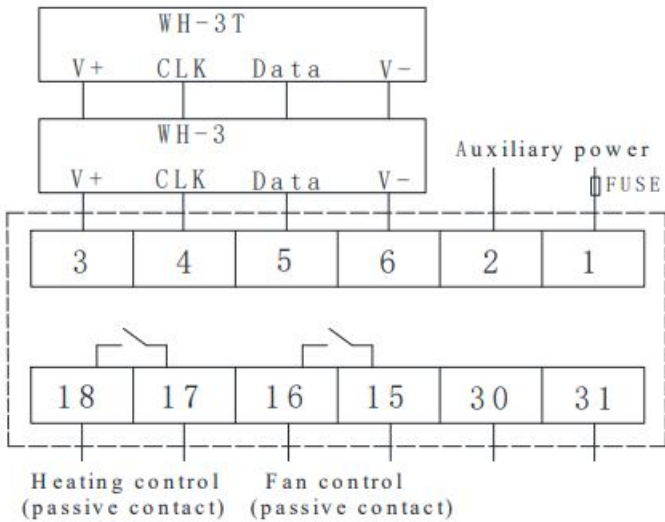 WH-3T
V+ CLK Data V-
WH-3
V+ CLK Data V-
Auxiliary power
FUSE
3 4 5 6 2 1
18 17 16 15 30 31
Heating control Fan control
(passive contact) (passive contact)